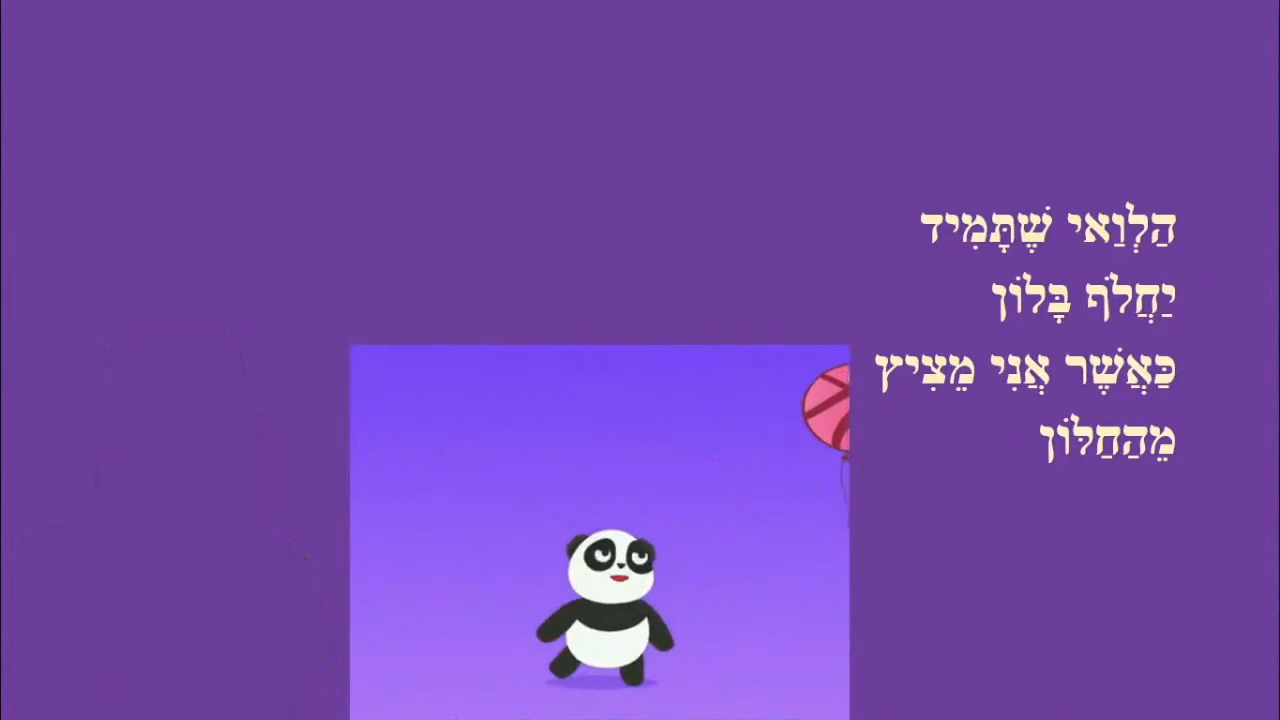 הַלְוַאי שֶׁתָּמִיד
יַחֲלֹף בָּלוֹן
כַּאֲשֶׁר אֲנִי מֵצִיץ
מֵהַחַלּוֹן